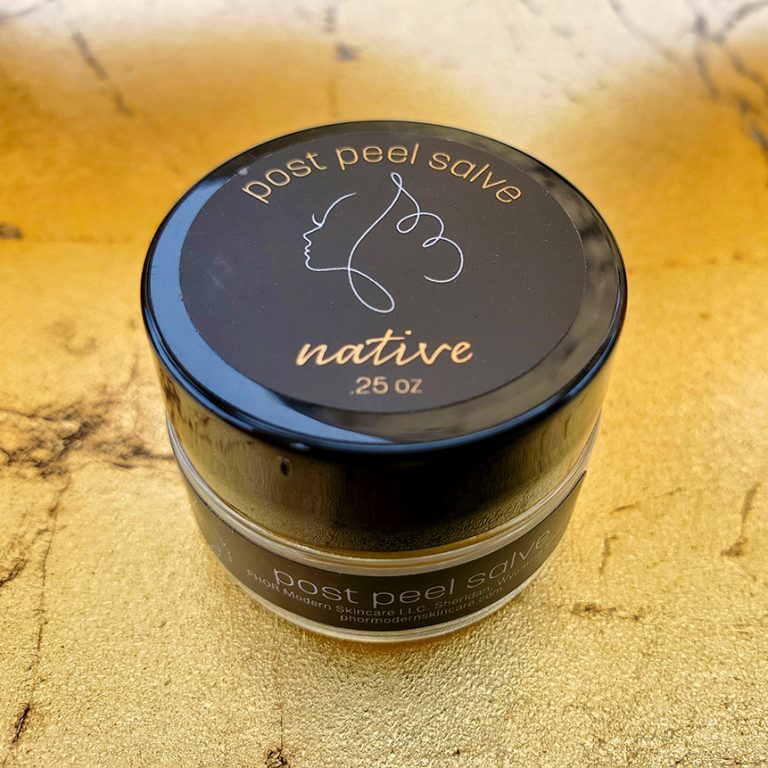 post peel salve
native
.25 oz
post peel salve
PHOR Modern Skincare LLC, Sheridan,
phormodernskincare.com